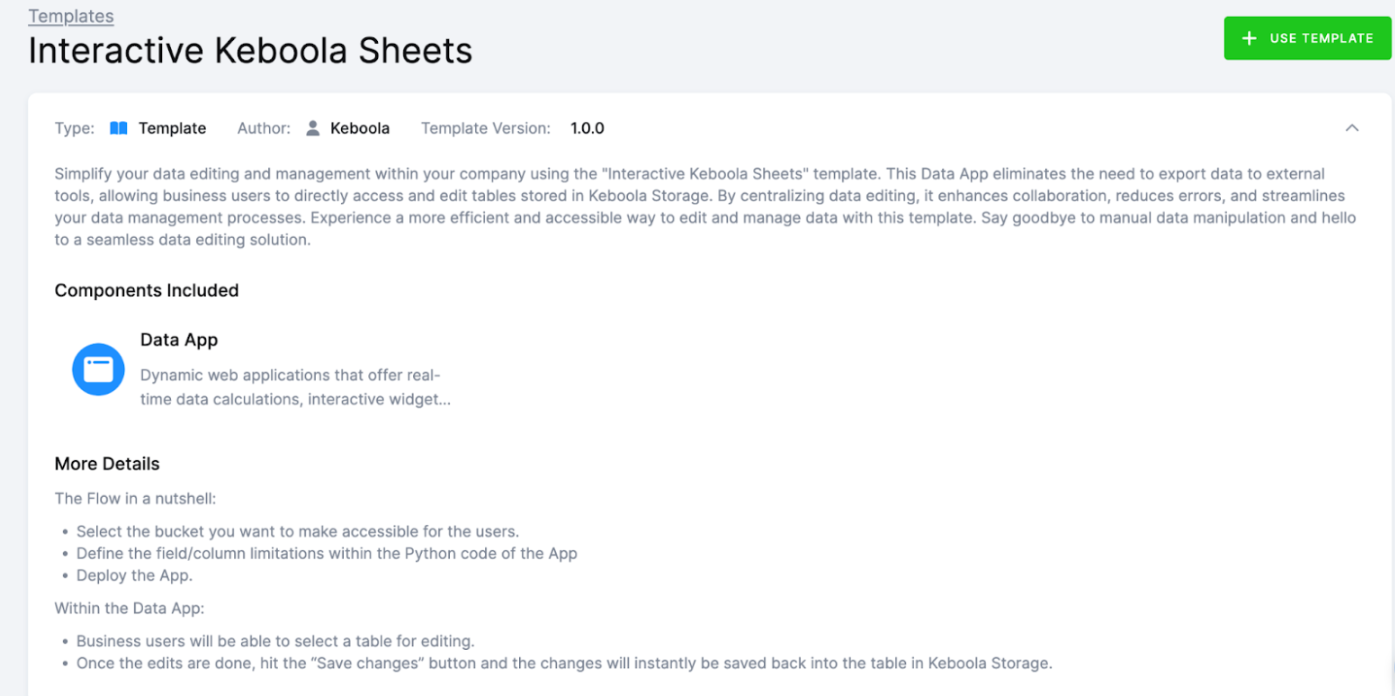 Templates
Interactive Keboola Sheets
+ USE TEMPLATE
Type: Template Author: Keboola Template Version: 1.0.0
Simplify your data editing and management within your company using the "Interactive Keboola Sheets" template. This Data App eliminates the need to export data to external
tools, allowing business users to directly access and edit tables stored in Keboola Storage. By centralizing data editing, it enhances collaboration, reduces errors, and streamlines
your data management processes. Experience a more efficient and accessible way to edit and manage data with this template. Say goodbye to manual data manipulation and hello
to a seamless data editing solution.
Components Included
Data App
Dynamic web applications that offer real-
time data calculations, interactive widget...
More Details
The Flow in a nutshell:
• Select the bucket you want to make accessible for the users.
• Define the field/column limitations within the Python code of the App
• Deploy the App.
Within the Data App:
• Business users will be able to select a table for editing.
• Once the edits are done, hit the “Save changes” button and the changes will instantly be saved back into the table in Keboola Storage.